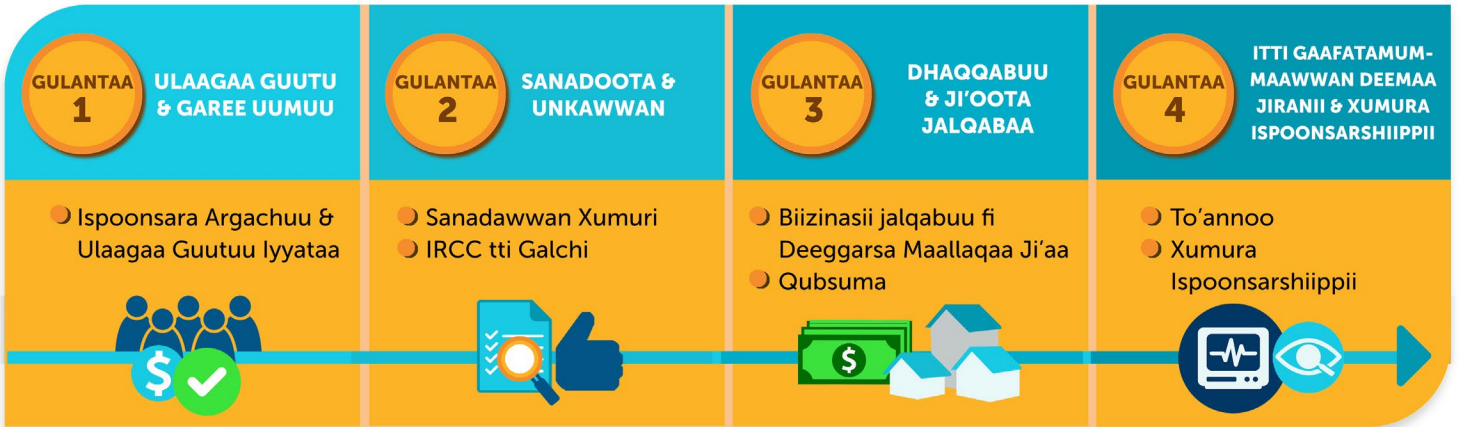 GULANTAA
1
ULAAGAA GUUTU
& GAREE UUMUU
Ispoonsara Argachuu &
Ulaagaa Guutuu Iyyataa
GULANTAA
2
SANADOOTA &
UNKAWWAN
Sanadawwan Xumuri
IRCC tti Galchi
GULANTAA
3
DHAQQABUU
& JI’OOTA
JALQABAA
Biizinasii jalqabuu fi
Deeggarsa Maallaqaa Ji’aa
Qubsuma
GULANTAA
4
ITTI GAAFATAMUM-
MAAWWAN DEEMAA
JIRANII & XUMURA
ISPOONSARSHIIPPII
To’annoo
Xumura
Ispoonsarshiippii
$
$